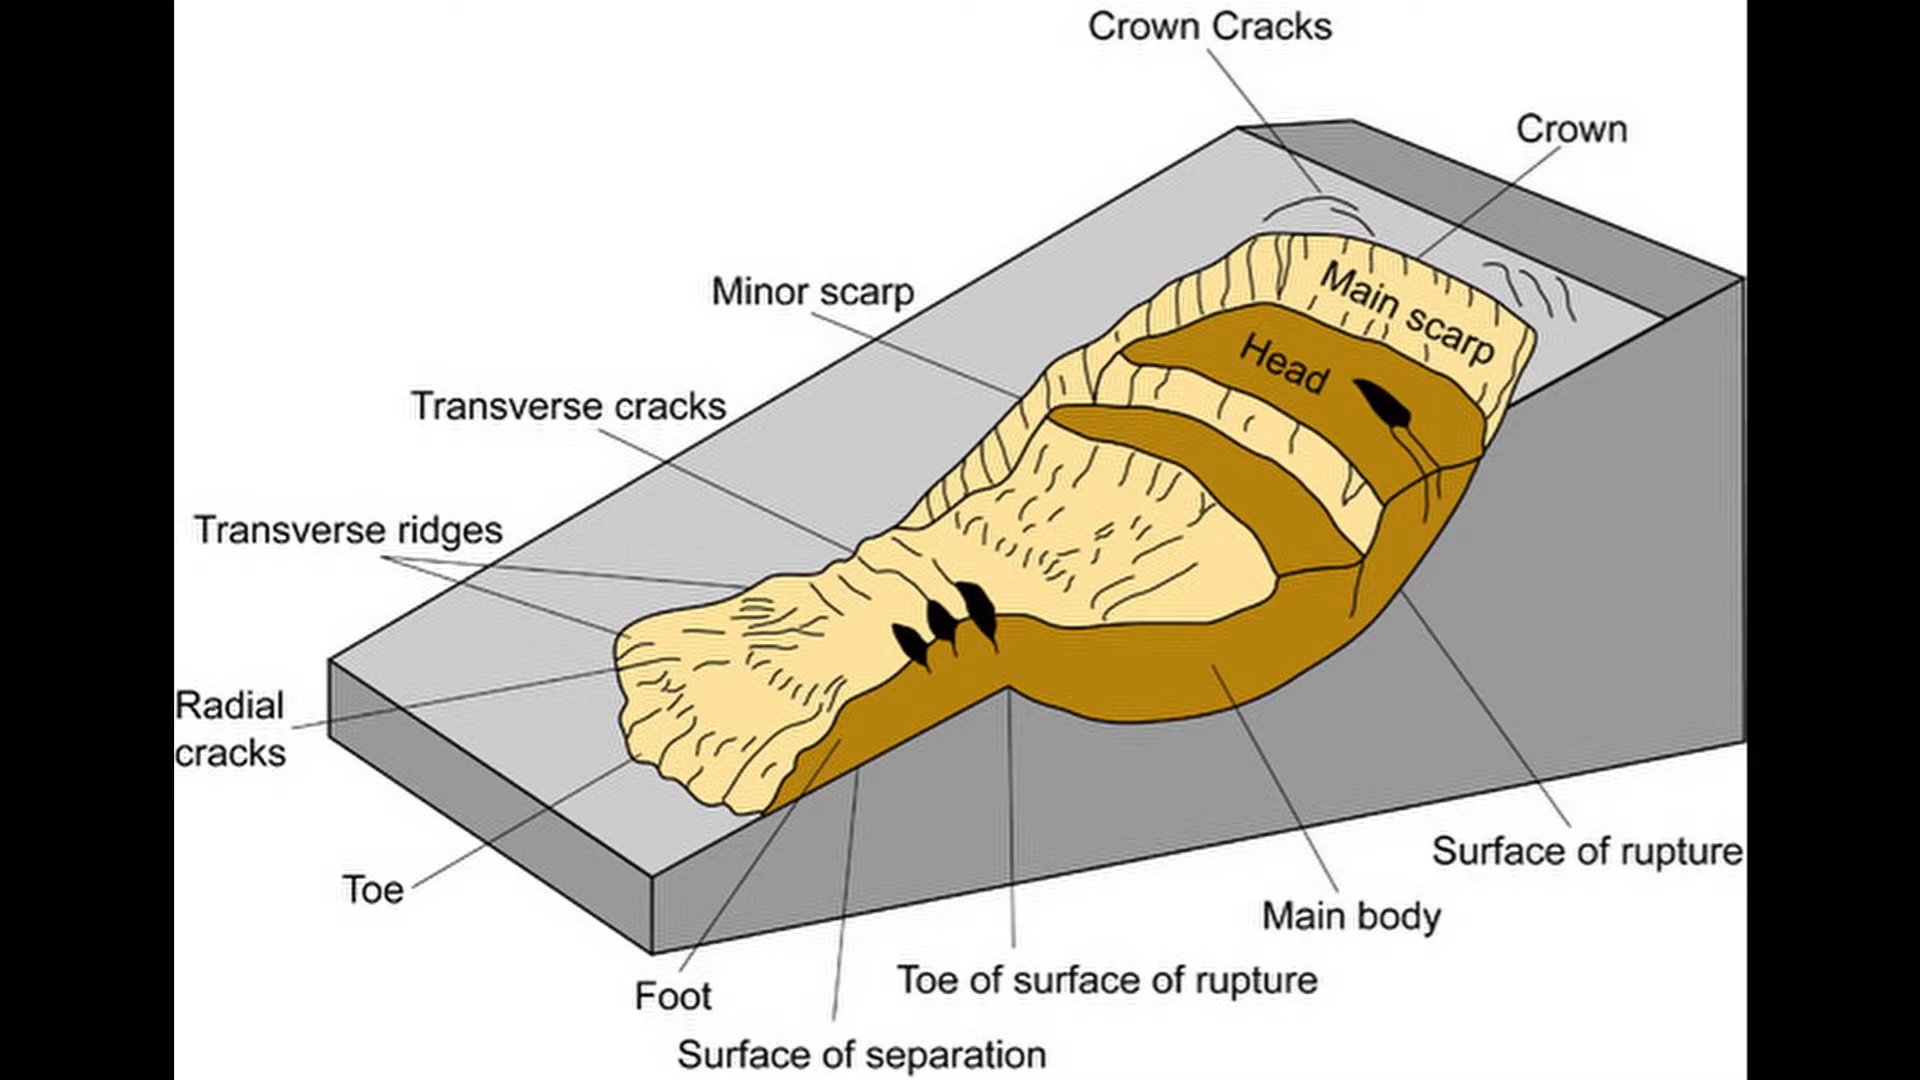 Crown Cracks
Crown
Main scarp
Minor scarp
Head
Transverse cracks
Transverse ridges
Radial
cracks
Toe
Surface of rupture
Main body
Toe of surface of rupture
Foot
Surface of separation